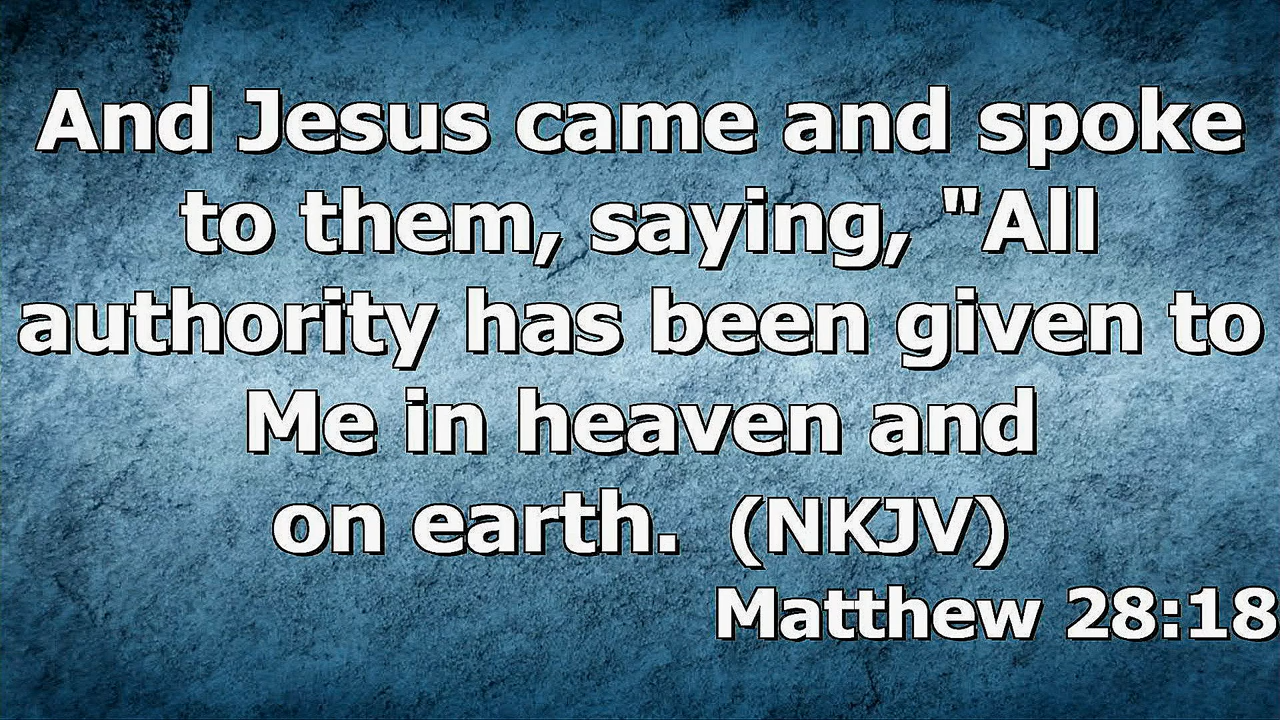 And Jesus came and spoke
to them, saying, "All
authority has been given to
Me in heaven and
on earth. (NKJV)
Matthew 28:18